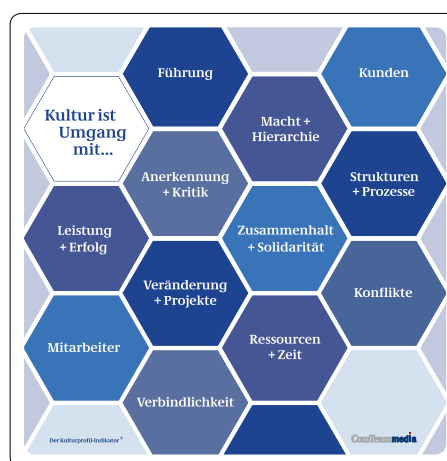 Kultur ist
Umgang
mit...
Führung
Kunden
Macht +
Hierarchie
Anerkennung
+ Kritik
Strukturen
+ Prozesse
Leistung
+ Erfolg
Zusammenhalt
+ Solidarität
Veränderung
+ Projekte
Konflikte
Mitarbeiter
Ressourcen
+ Zeit
Verbindlichkeit
Der Kulturprofil-Indikator®
ComTeammedia